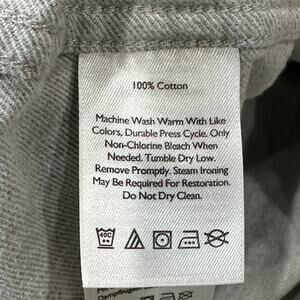 100% Cotton
Machine Wash Warm With Like
Colors, Durable Press Cycle. Only
Non-Chlorine Bleach When
Needed. Tumble Dry Low.
Remove Promptly. Steam Ironing
May Be Required For Restoration.
Do Not Dry Clean.
40C